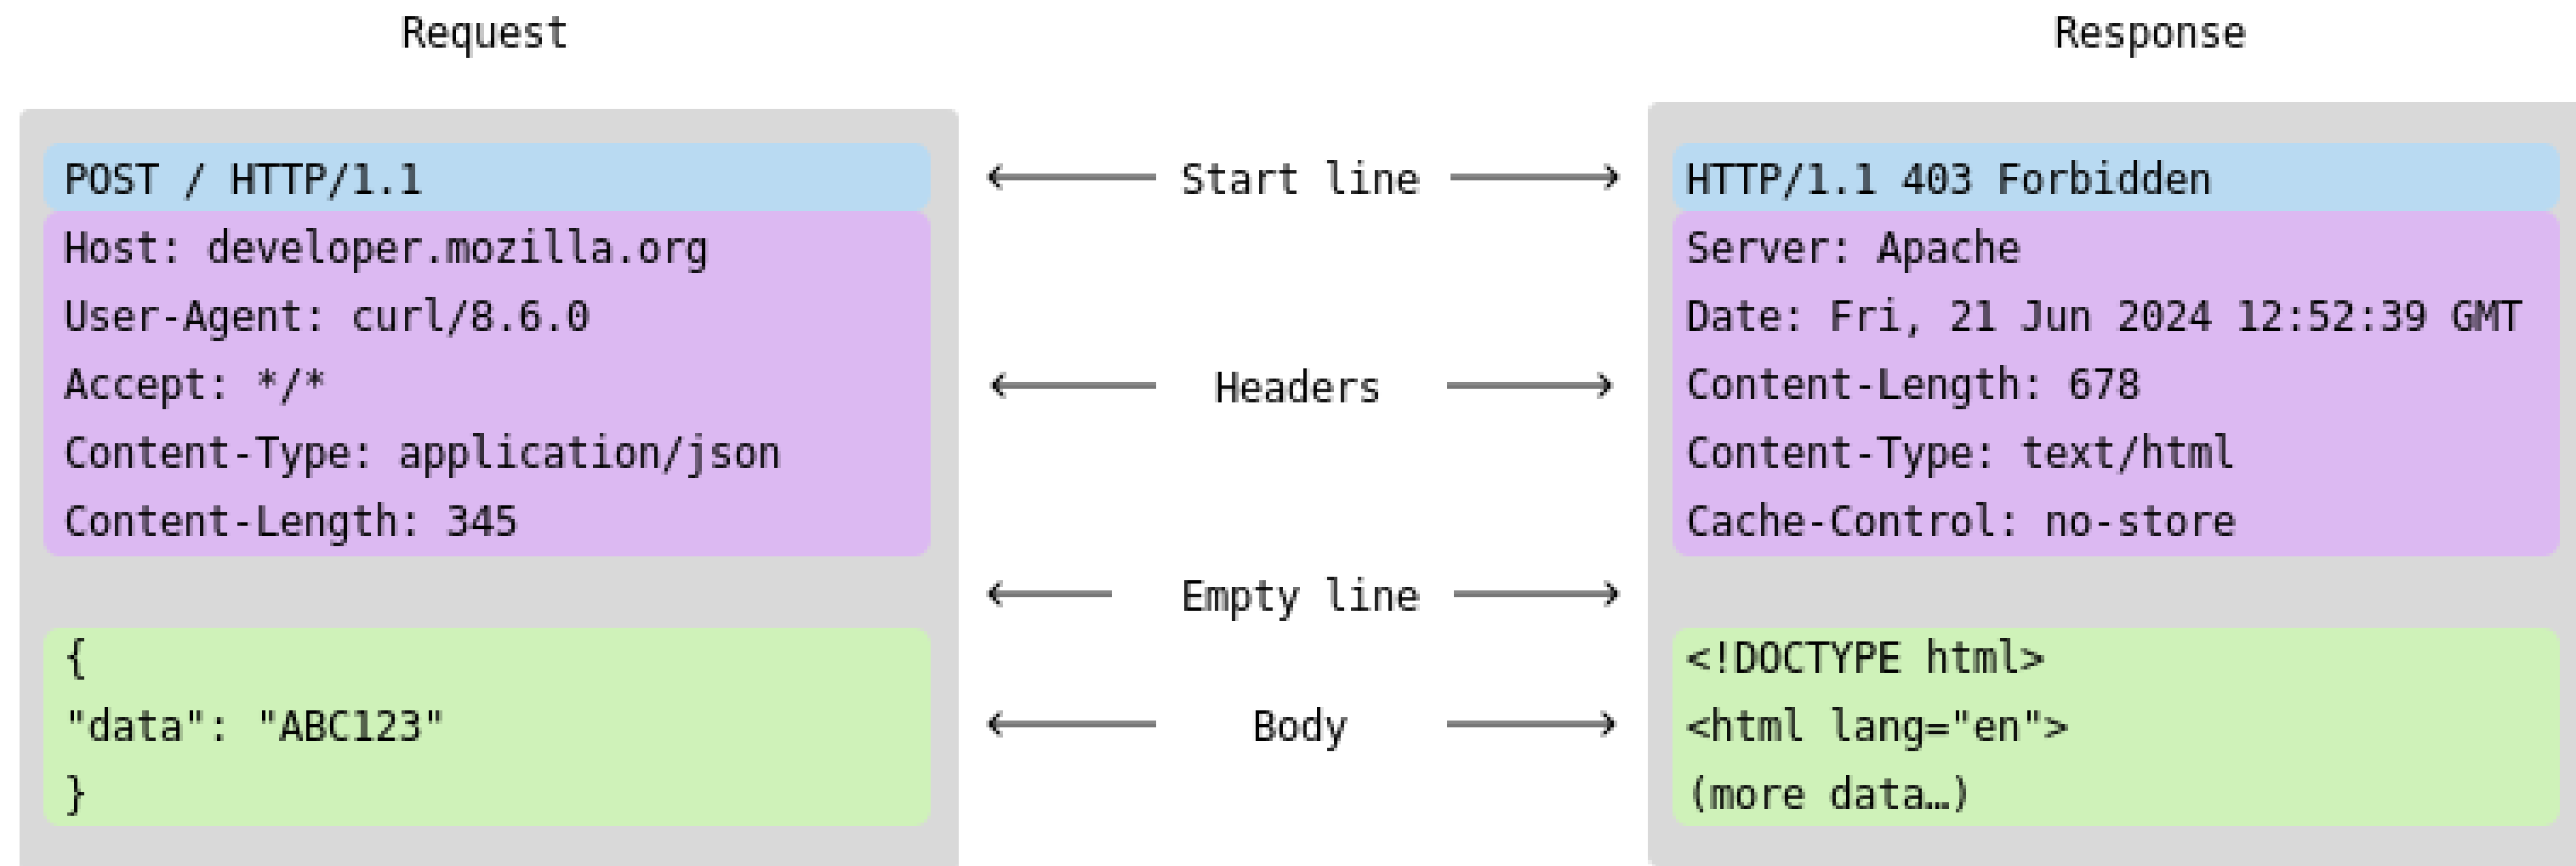 Request
Response
POST / HTTP/1.1
Host: developer.mozilla.org
User-Agent: curl/8.6.0
Accept: */*
Content-Type: application/json
Content-Length: 345
{
"data": "ABC123"
}
Start line
Headers
Empty line
Body
HTTP/1.1 403 Forbidden
Server: Apache
Date: Fri, 21 Jun 2024 12:52:39 GMT
Content-Length: 678
Content-Type: text/html
Cache-Control: no-store
<!DOCTYPE html>
<html lang="en">
(more data…)